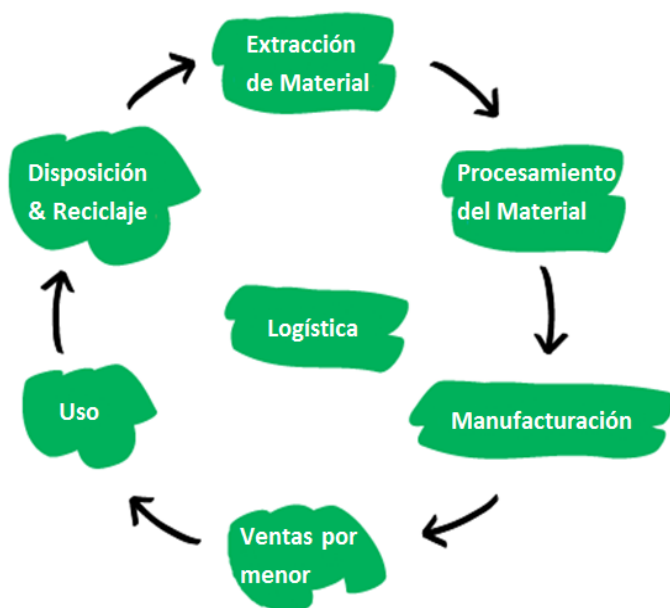 Extracción
de Material
Procesamiento
del Material
Manufacturación
Ventas por
menor
Uso
Disposición
& Reciclaje
Logística